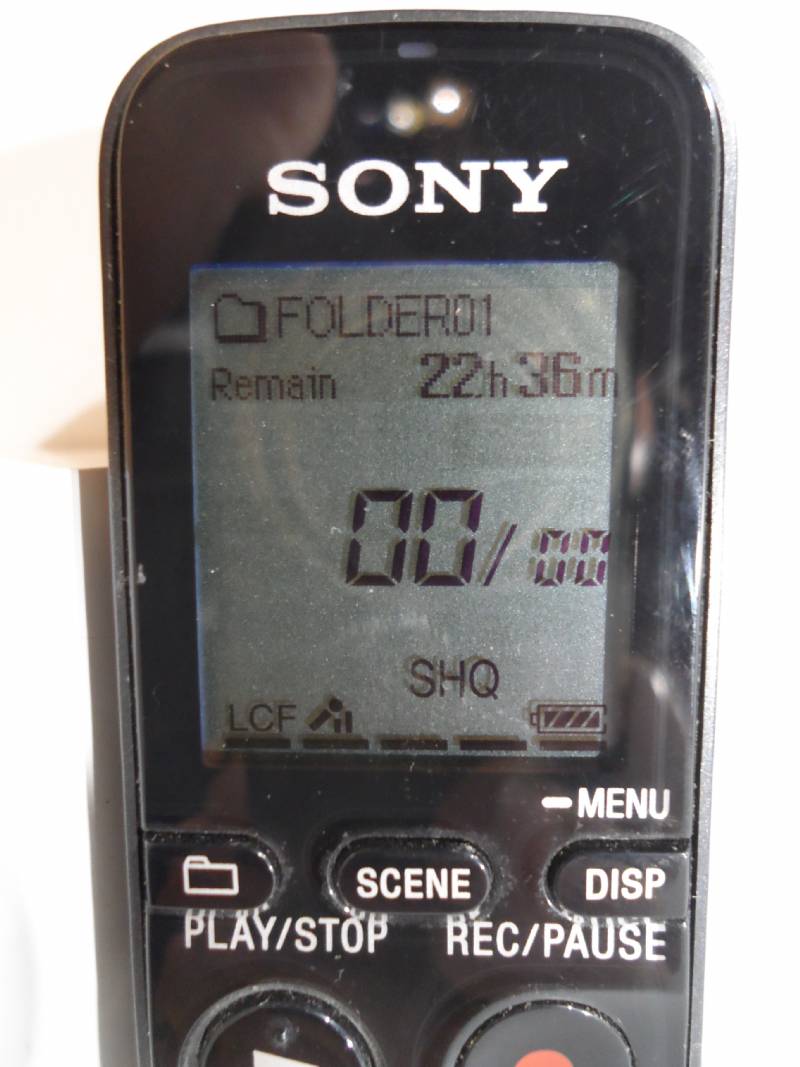 SONY
FOLDER01
Remain 22h36m
00/00
SHQ
LCF
MENU
SCENE DISP
PLAY/STOP REC/PAUSE